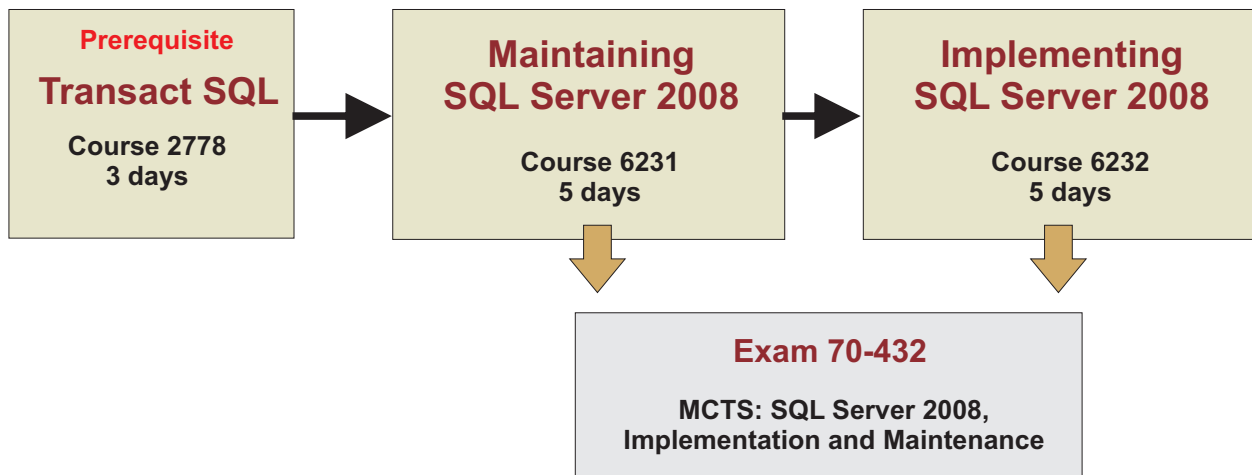 Prerequisite
Transact SQL
Course 2778
3 days
Maintaining
SQL Server 2008
Course 6231
5 days
Implementing
SQL Server 2008
Course 6232
5 days
Exam 70-432
MCTS: SQL Server 2008,
Implementation and Maintenance